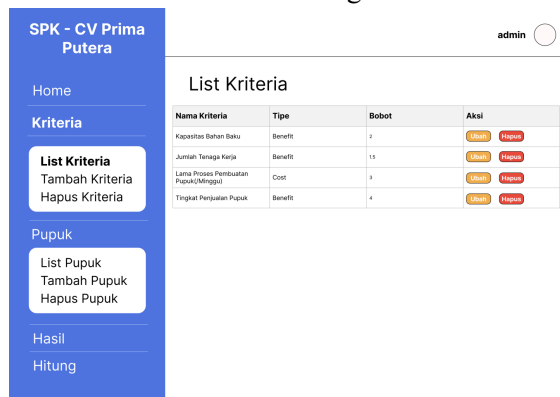 SPK - CV Prima
Putera
admin
Home
Kriteria
List Kriteria
Tambah Kriteria
Hapus Kriteria
Pupuk
List Pupuk
Tambah Pupuk
Hapus Pupuk
Hasil
Hitung
List Kriteria
Nama Kriteria Tipe Bobot Aksi
Kapasitas Bahan Baku Benefit 2 Ubah Hapus
Jumlah Tenaga Kerja Benefit 1.5 Ubah Hapus
Lama Proses Pembuatan
Pupuk(/Minggu) Cost 3 Ubah Hapus
Tingkat Penjualan Pupuk Benefit 4 Ubah Hapus